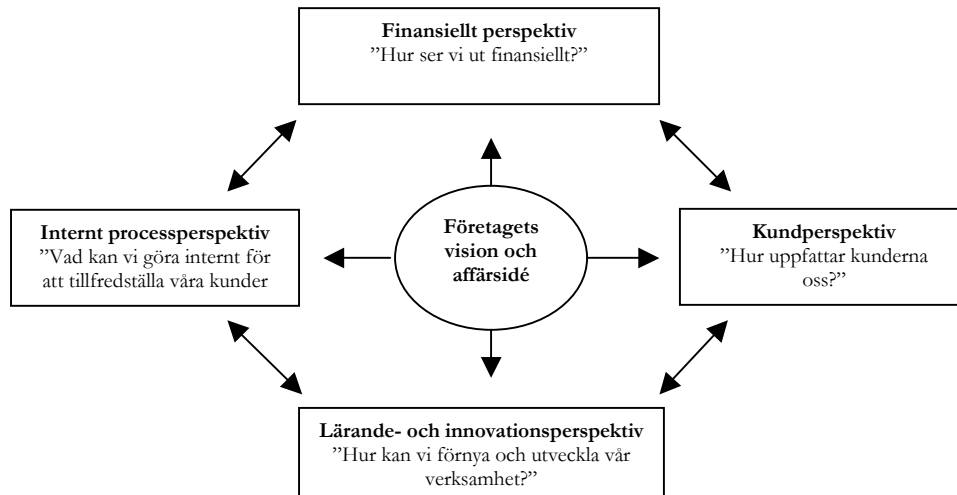 Finansiellt perspektiv
”Hur ser vi ut finansiellt?”
Internt processperspektiv
”Vad kan vi göra internt för
att tillfredställa våra kunder
Företagets
vision och
affärsidé
Kundperspektiv
”Hur uppfattar kunderna
oss?”
Lärande- och innovationsperspektiv
”Hur kan vi förnya och utveckla vår
verksamhet?”